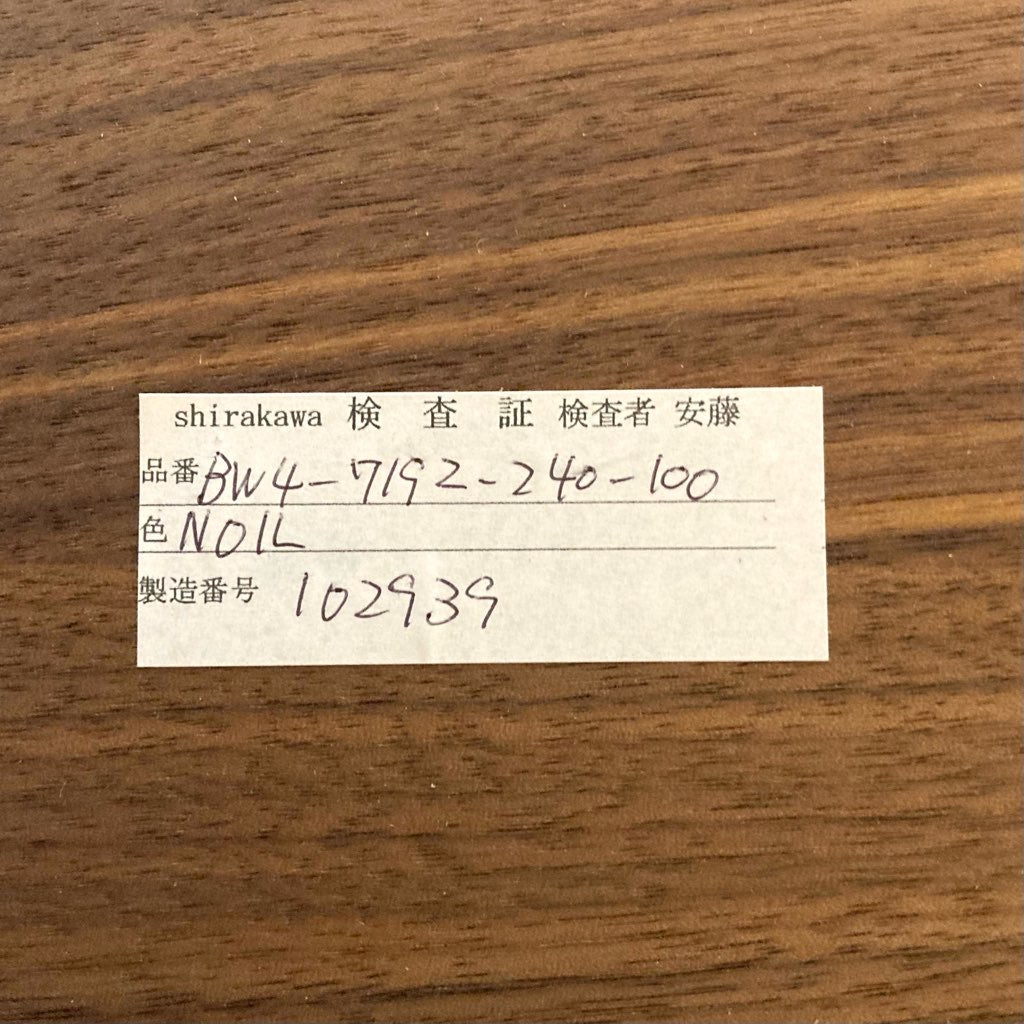 shirakawa 検 査 証 検査者 安藤
品番 BW4-7192-240-100
色 NOIL
製造番号 102939